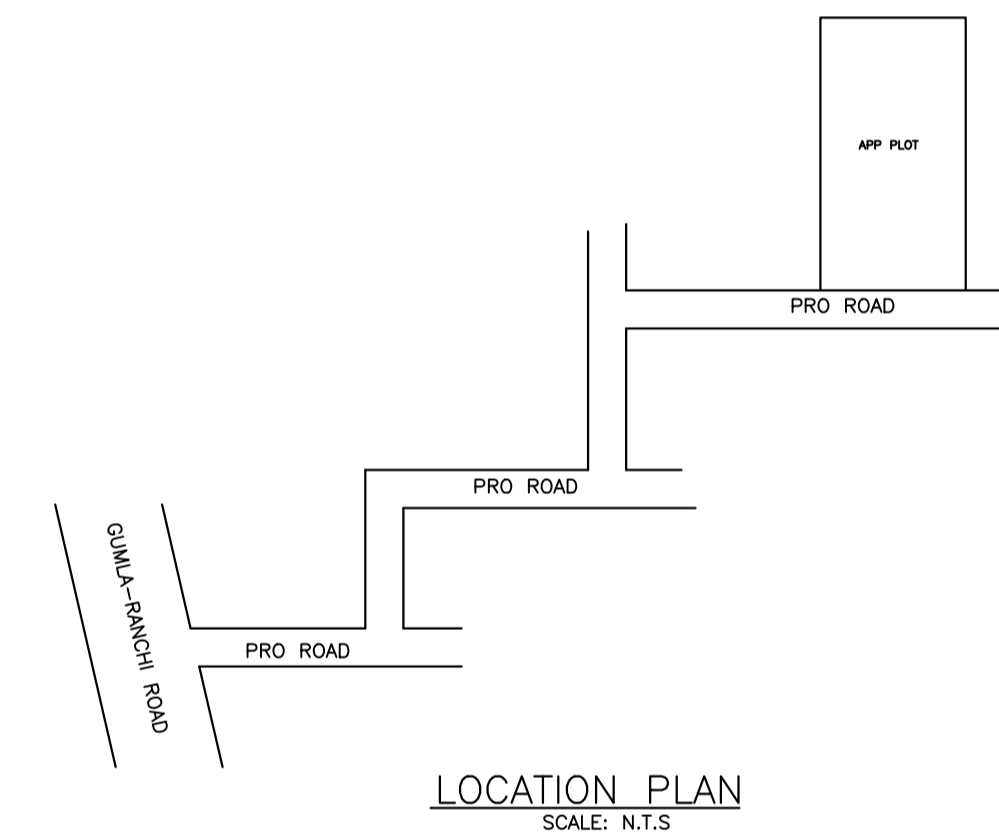 APP PLOT
PRO ROAD
PRO ROAD
GUMLA-RANCHI ROAD
PRO ROAD
LOCATION PLAN
SCALE: N.T.S